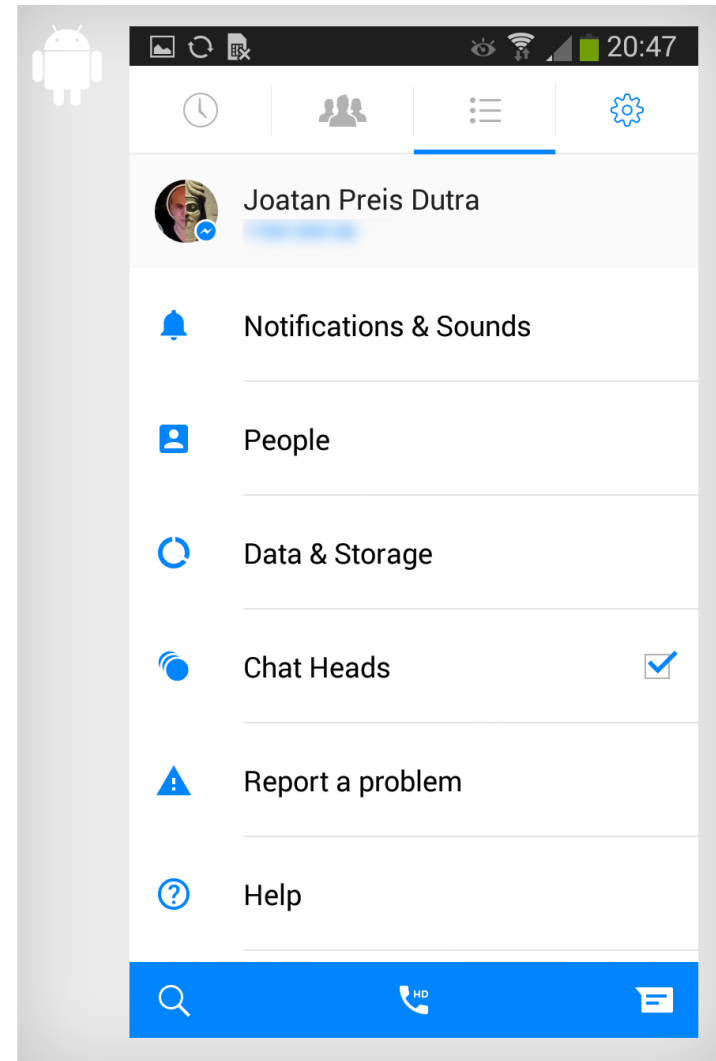 20:47
Joatan Preis Dutra
Notifications & Sounds
People
Data & Storage
Chat Heads
Report a problem
Help
HD